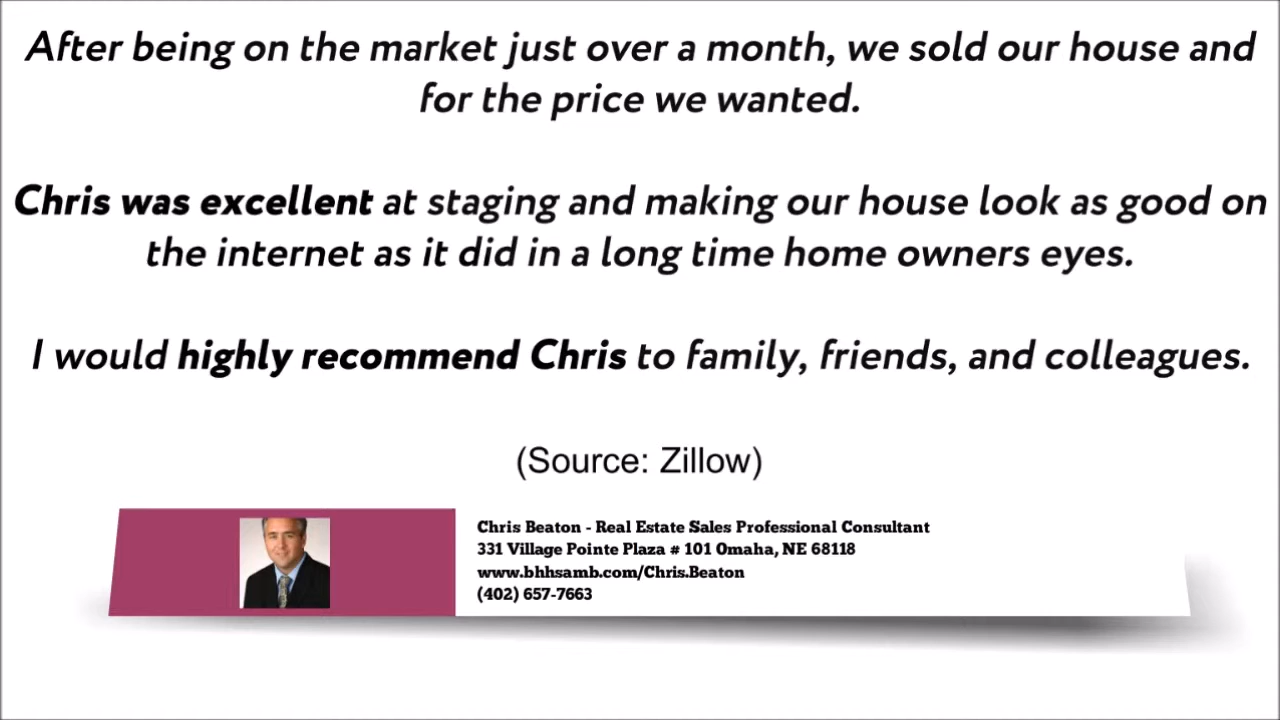 After being on the market just over a month, we sold our house and
for the price we wanted.
Chris was excellent at staging and making our house look as good on
the internet as it did in a long time home owners eyes.
I would highly recommend Chris to family, friends, and colleagues.
(Source: Zillow)
Chris Beaton - Real Estate Sales Professional Consultant
331 Village Pointe Plaza # 101 Omaha, NE 68118
www.bhhsamb.com/Chris.Beaton
(402) 657-7663